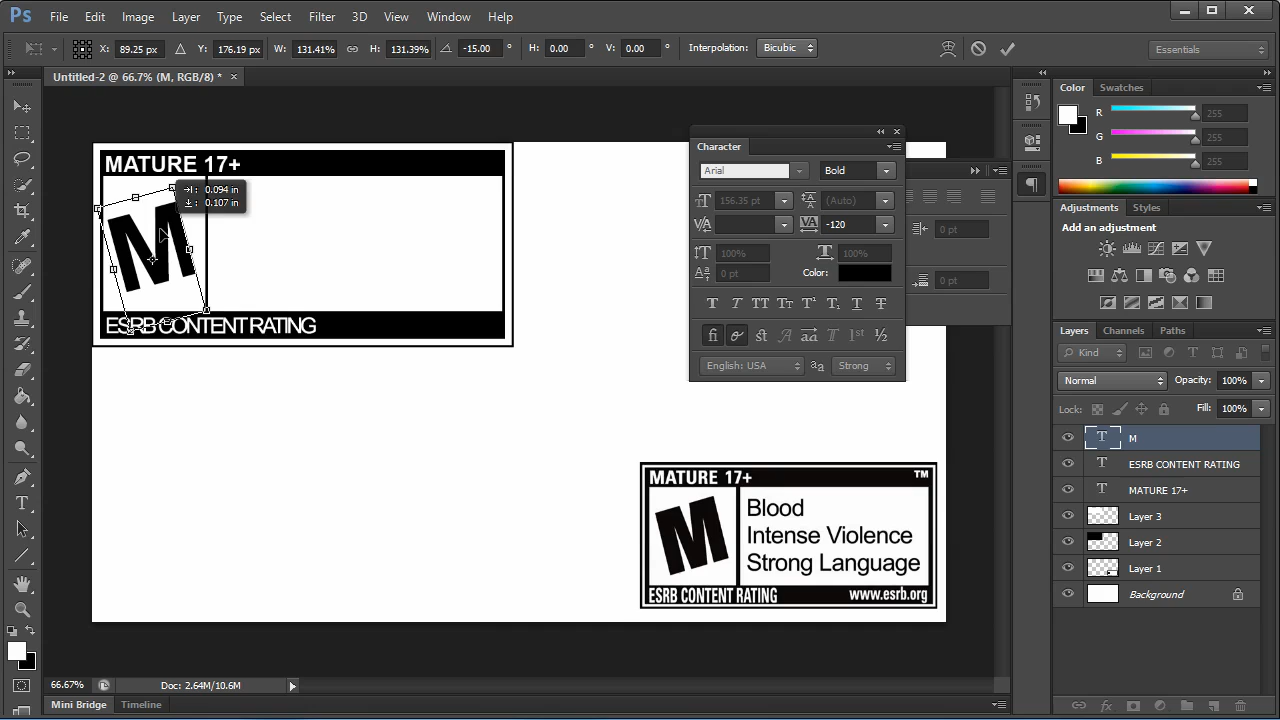 Ps File Edit Image Layer Type Select Filter 3D View Window Help
X: 89.25 px Y: 176.19 px W: 131.41% H: 131.39% -15.00 ° H: 0.00 ° V: 0.00 ° Interpolation: Bicubic Essentials
Untitled-2 @ 66.7% (M, RGB/8) * ×
MATURE 17+
0.094 in
0.107 in
M
ESRB CONTENT RATING
Character
Arial Bold
156.35 pt (Auto)
-120
100% 100%
0 pt Color:
English: USA Strong
0 pt
0 pt
MATURE 17+ ™
M
Blood
Intense Violence
Strong Language
ESRB CONTENT RATING www.esrb.org
Color Swatches
R 255
G 255
B 255
Adjustments Styles
Add an adjustment
Layers Channels Paths
Kind
Normal Opacity: 100%
Lock: Fill: 100%
T M
T ESRB CONTENT RATING
T MATURE 17+
Layer 3
Layer 2
Layer 1
Background
66.67% Doc: 2.64M/10.6M
Mini Bridge Timeline